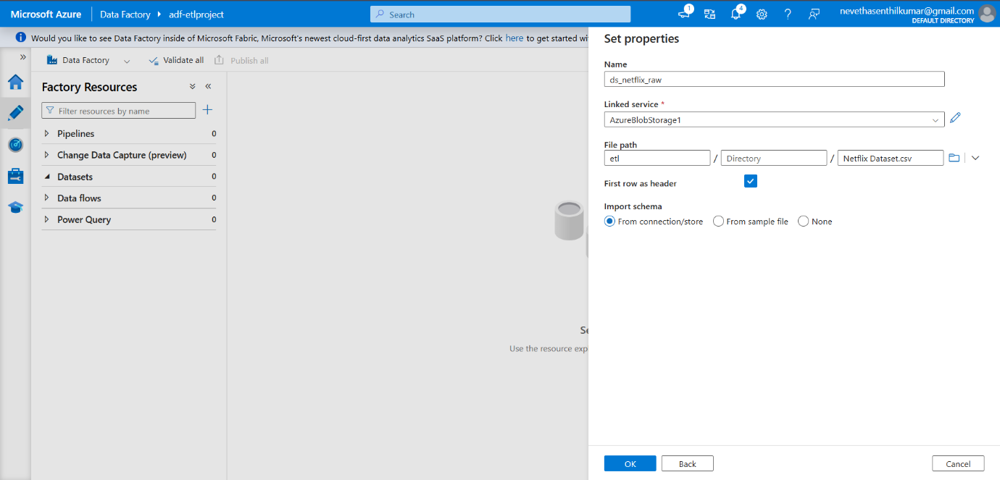 Microsoft Azure Data Factory adf-etlproject Search 1 4 nevethasenthilkumar@gmail.com
DEFAULT DIRECTORY
Would you like to see Data Factory inside of Microsoft Fabric, Microsoft's newest cloud-first data analytics SaaS platform? Click here to get started wi
Data Factory Validate all Publish all
Factory Resources
Filter resources by name
Pipelines 0
Change Data Capture (preview) 0
Datasets 0
Data flows 0
Power Query 0
Se
Use the resource exp
Set properties
Name
ds_netflix_raw
Linked service *
AzureBlobStorage1
File path
etl / Directory / Netflix Dataset.csv
First row as header
Import schema
From connection/store From sample file None
OK Back Cancel